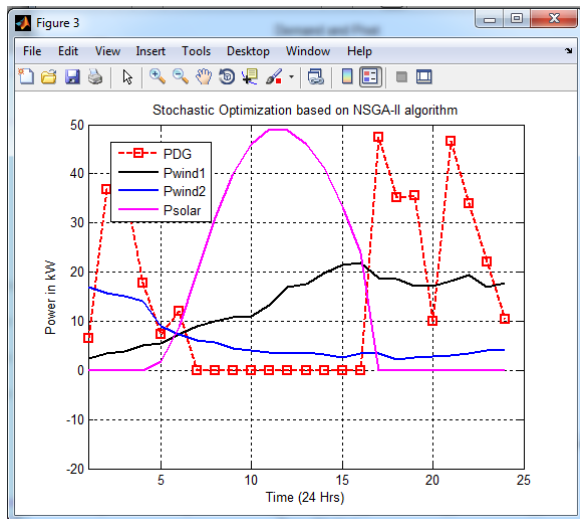 Figure 3
File Edit View Insert Tools Desktop Window Help
Stochastic Optimization based on NSGA-II algorithm
PDG
Pwind1
Pwind2
Psolar
Power in kW
50
40
30
20
10
0
-10
-20
5 10 15 20 25
Time (24 Hrs)